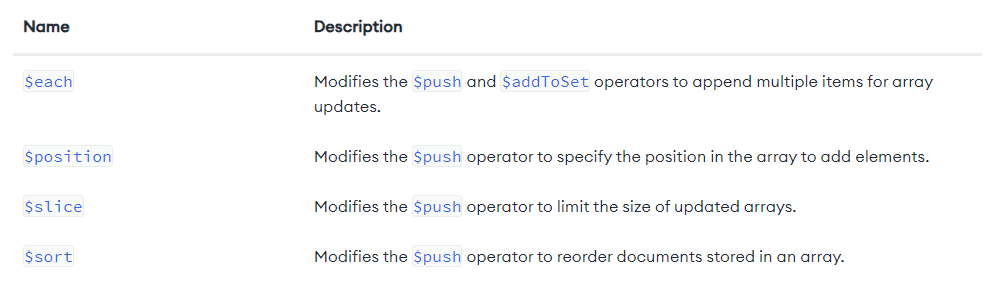 Name Description
$each Modifies the $push and $addToSet operators to append multiple items for array
updates.
$position Modifies the $push operator to specify the position in the array to add elements.
$slice Modifies the $push operator to limit the size of updated arrays.
$sort Modifies the $push operator to reorder documents stored in an array.